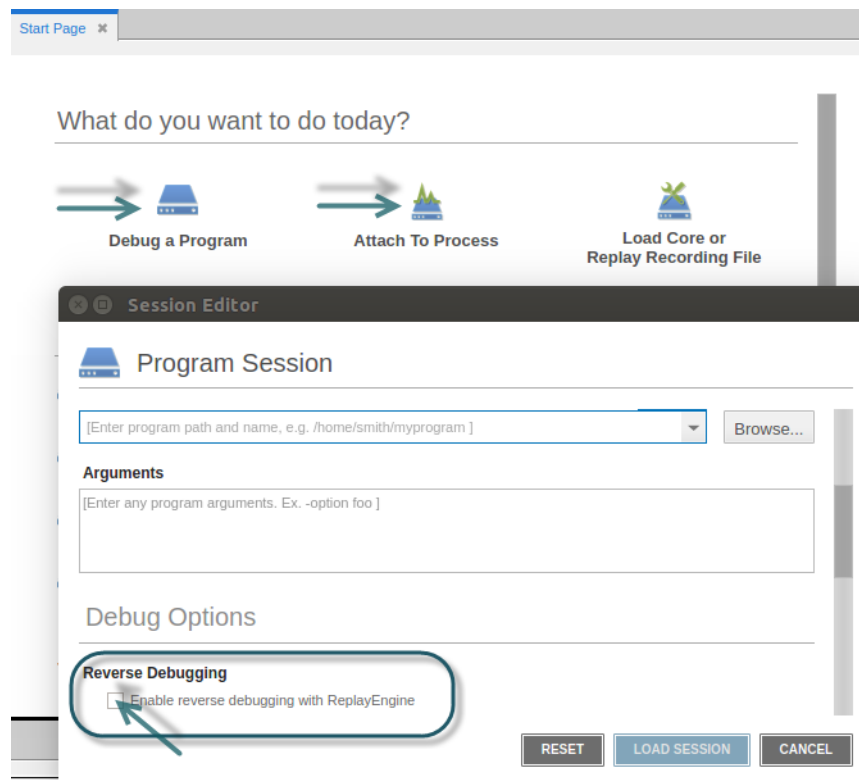 Start Page
What do you want to do today?
Debug a Program
Attach To Process
Load Core or
Replay Recording File
Session Editor
Program Session
[Enter program path and name, e.g. /home/smith/myprogram ]
Browse...
Arguments
[Enter any program arguments. Ex. -option foo ]
Debug Options
Reverse Debugging
Enable reverse debugging with ReplayEngine
RESET
LOAD SESSION
CANCEL